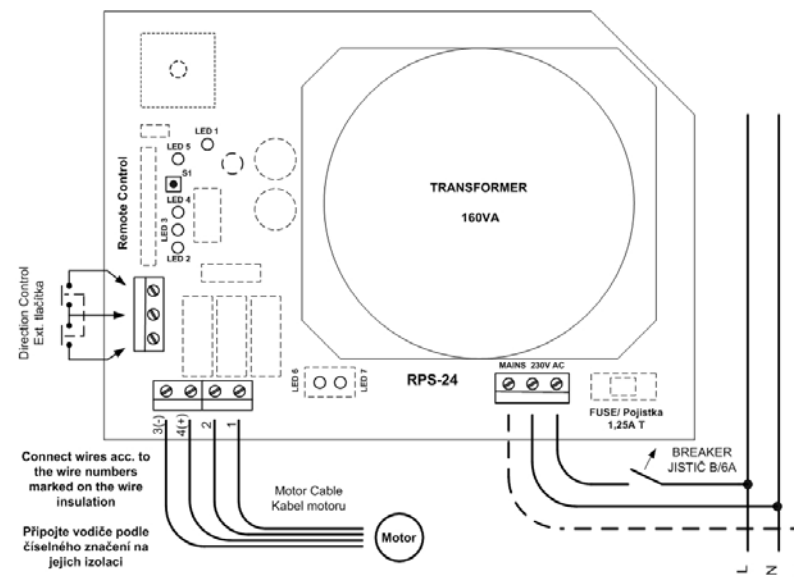 LED 1
LED 5
S1
LED 4
LED 3
LED 2
Remote Control
TRANSFORMER
160VA
Direction Control
Ext. tlačítka
LED 6
LED 7
RPS-24
MAINS 230V AC
FUSE/ Pojistka
1,25A T
3(-)
4(+)
2
1
BREAKER
JISTIČ B/6A
Connect wires acc. to
the wire numbers
marked on the wire
insulation
Motor Cable
Kabel motoru
Připojte vodiče podle
číselného značení na
jejich izolaci
Motor
L
N